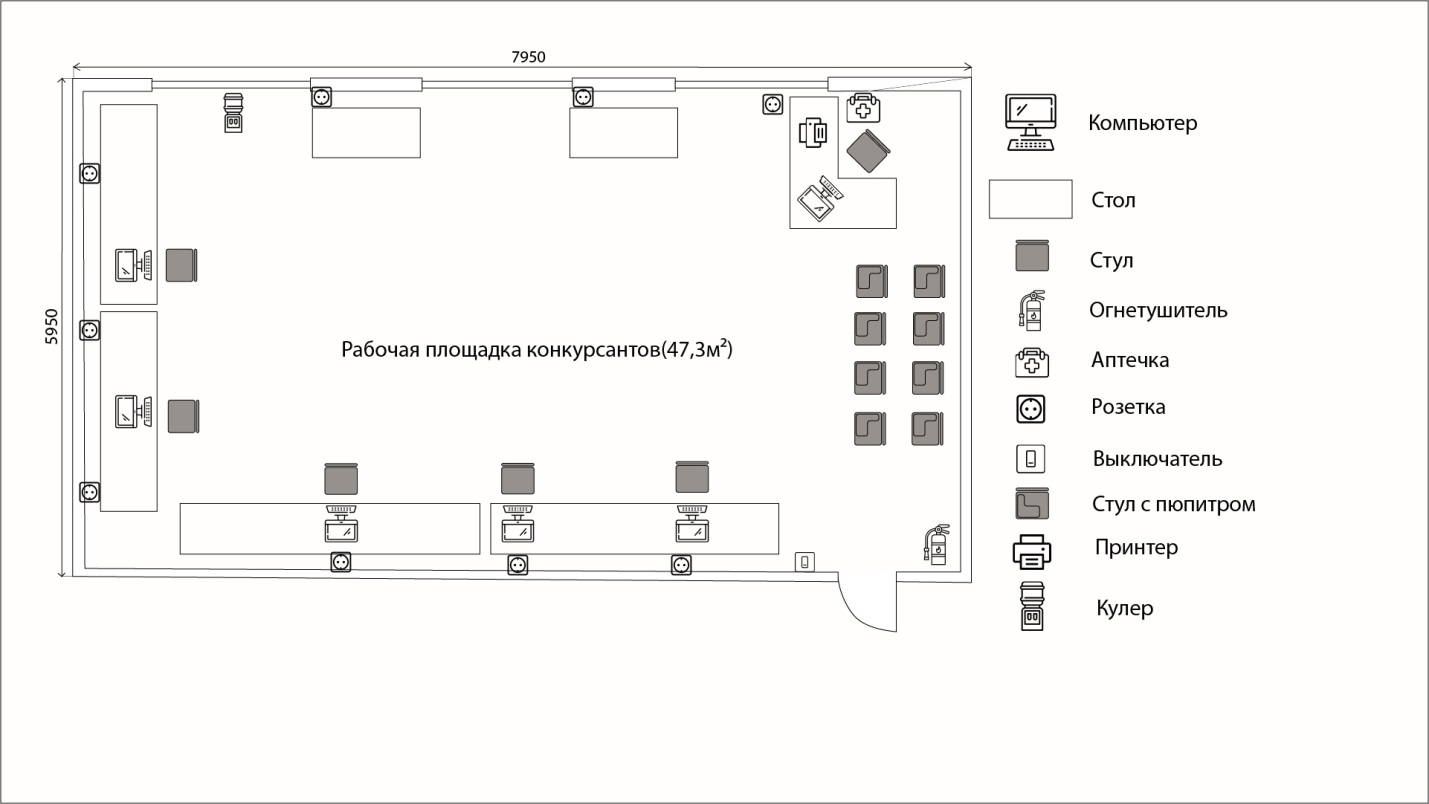 7950
5950
Рабочая площадка конкурсантов(47,3м²)
Компьютер
Стол
Стул
Огнетушитель
Аптечка
Розетка
Выключатель
Стул с пюпитром
Принтер
Кулер